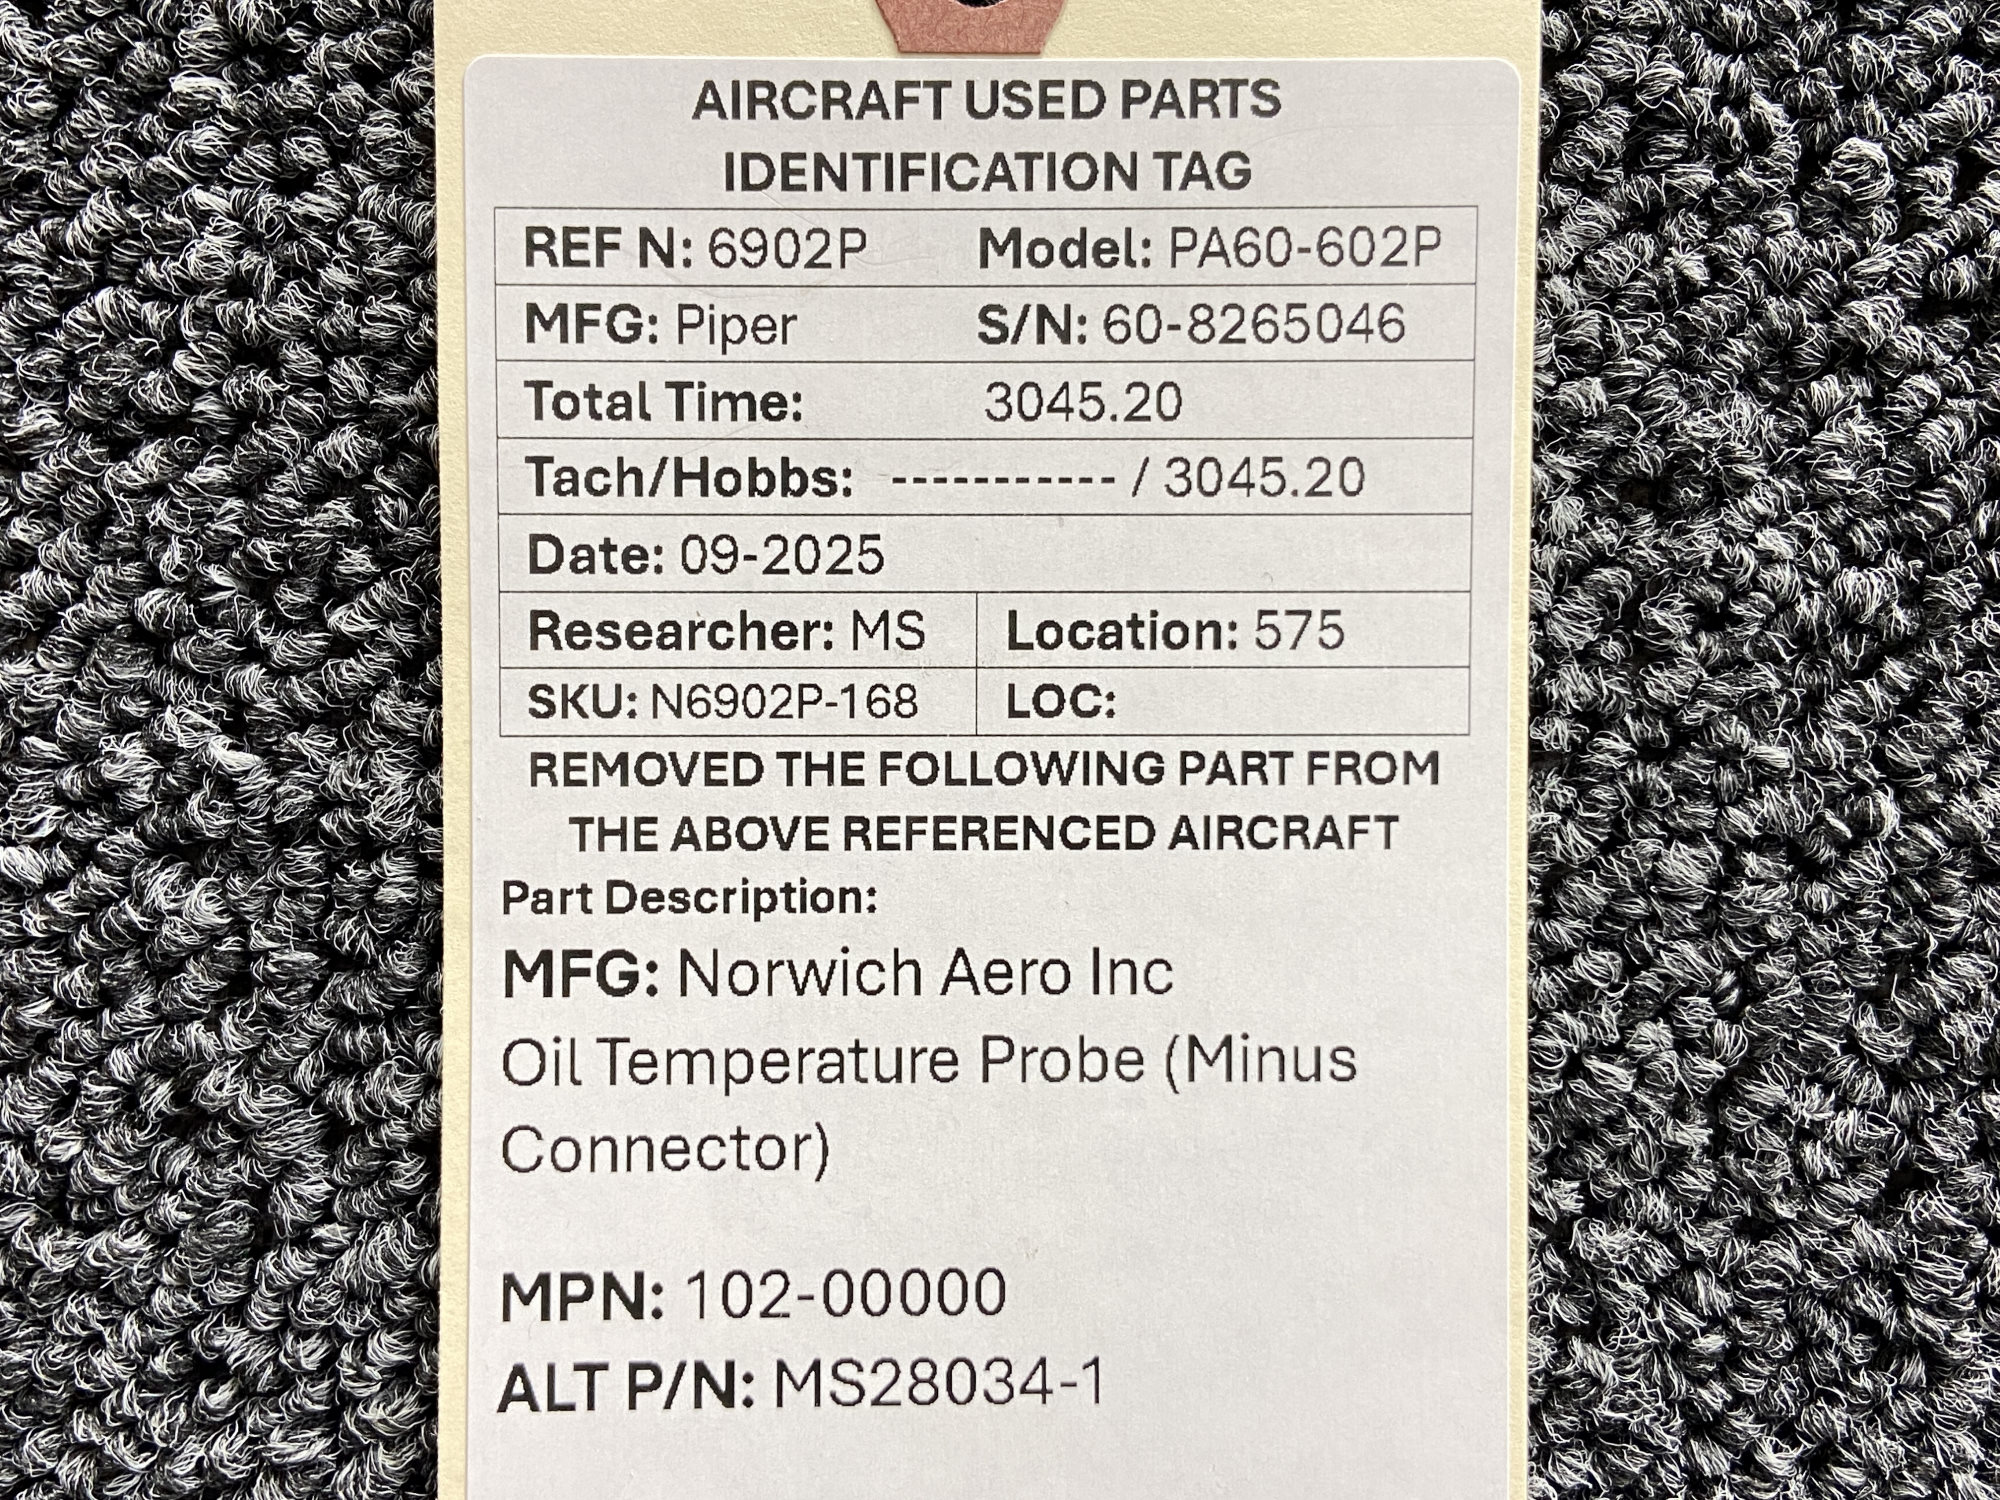 AIRCRAFT USED PARTS
IDENTIFICATION TAG
REF N: 6902P Model: PA60-602P
MFG: Piper S/N: 60-8265046
Total Time: 3045.20
Tach/Hobbs: ----------- / 3045.20
Date: 09-2025
Researcher: MS Location: 575
SKU: N6902P-168 LOC:
REMOVED THE FOLLOWING PART FROM
THE ABOVE REFERENCED AIRCRAFT
Part Description:
MFG: Norwich Aero Inc
Oil Temperature Probe (Minus
Connector)
MPN: 102-00000
ALT P/N: MS28034-1